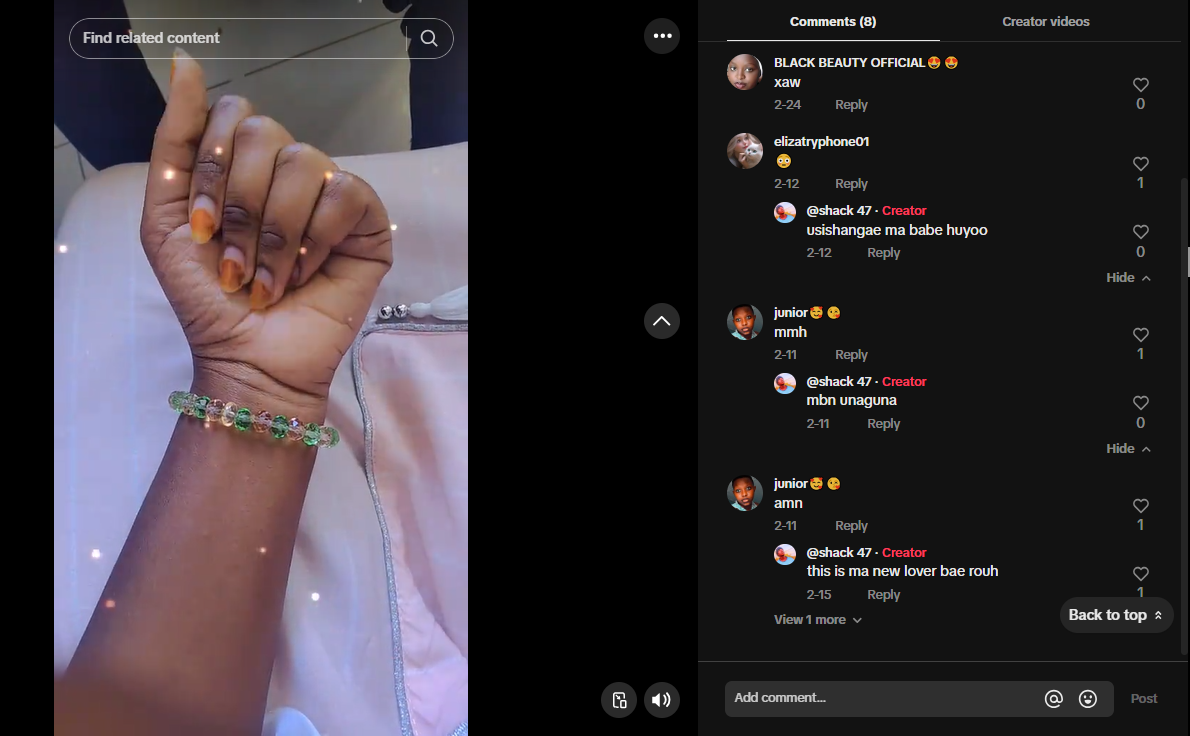 Find related content
Comments (8)
Creator videos
BLACK BEAUTY OFFICIAL😍 😍
xaw
2-24 Reply
0
elizatryphone01
😳
2-12 Reply
1
@shack 47 · Creator
usishangae ma babe huyoo
2-12 Reply
0
Hide
junior🥰 😘
mmh
2-11 Reply
1
@shack 47 · Creator
mbn unaguna
2-11 Reply
0
Hide
junior🥰 😘
amn
2-11 Reply
1
@shack 47 · Creator
this is ma new lover bae rouh
2-15 Reply
1
View 1 more
Back to top
Add comment...
Post